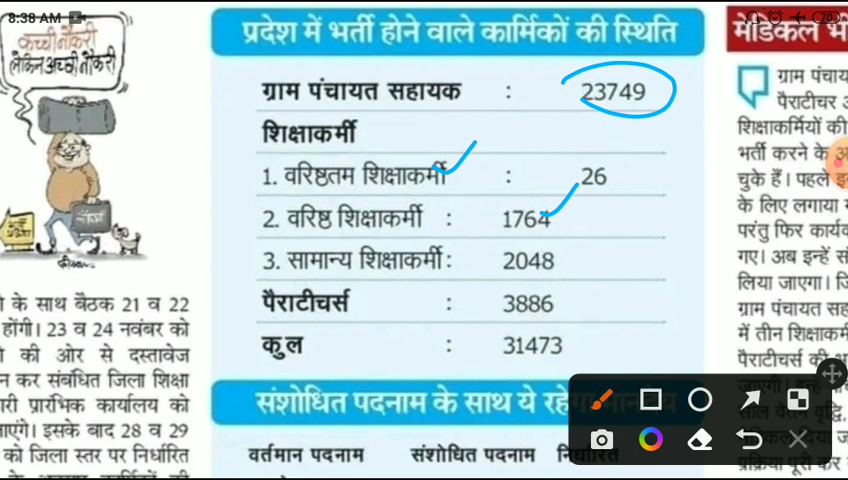 8:38 AM
कच्ची नौकरी
लेकिन अच्छी नौकरी
प्रदेश में भर्ती होने वाले कार्मिकों की स्थिति
ग्राम पंचायत सहायक : 23749
शिक्षाकर्मी
1. वरिष्ठतम शिक्षाकर्मी : 26
2. वरिष्ठ शिक्षाकर्मी : 1764
3. सामान्य शिक्षाकर्मी : 2048
पैराटीचर्स : 3886
कुल : 31473
संशोधित पदनाम के साथ ये रहेगा मानदेय
वर्तमान पदनाम संशोधित पदनाम निर्धारित
के साथ बैठक 21 व 22
होंगी। 23 व 24 नवंबर को
की ओर से दस्तावेज
कर संबंधित जिला शिक्षा
प्रारंभिक कार्यालय को
इसके बाद 28 व 29
को जिला स्तर पर निर्धारित
मेडिकल
ग्राम
पैराटीचर
शिक्षाकर्मियों की
भर्ती करने के
चुके हैं। पहले
के लिए लगाया
परंतु फिर
गए। अब इन्हें
लिया जाएगा।
ग्राम पंचायत
में तीन
पैराटीचर्स की
प्रक्रिया पूरी कर